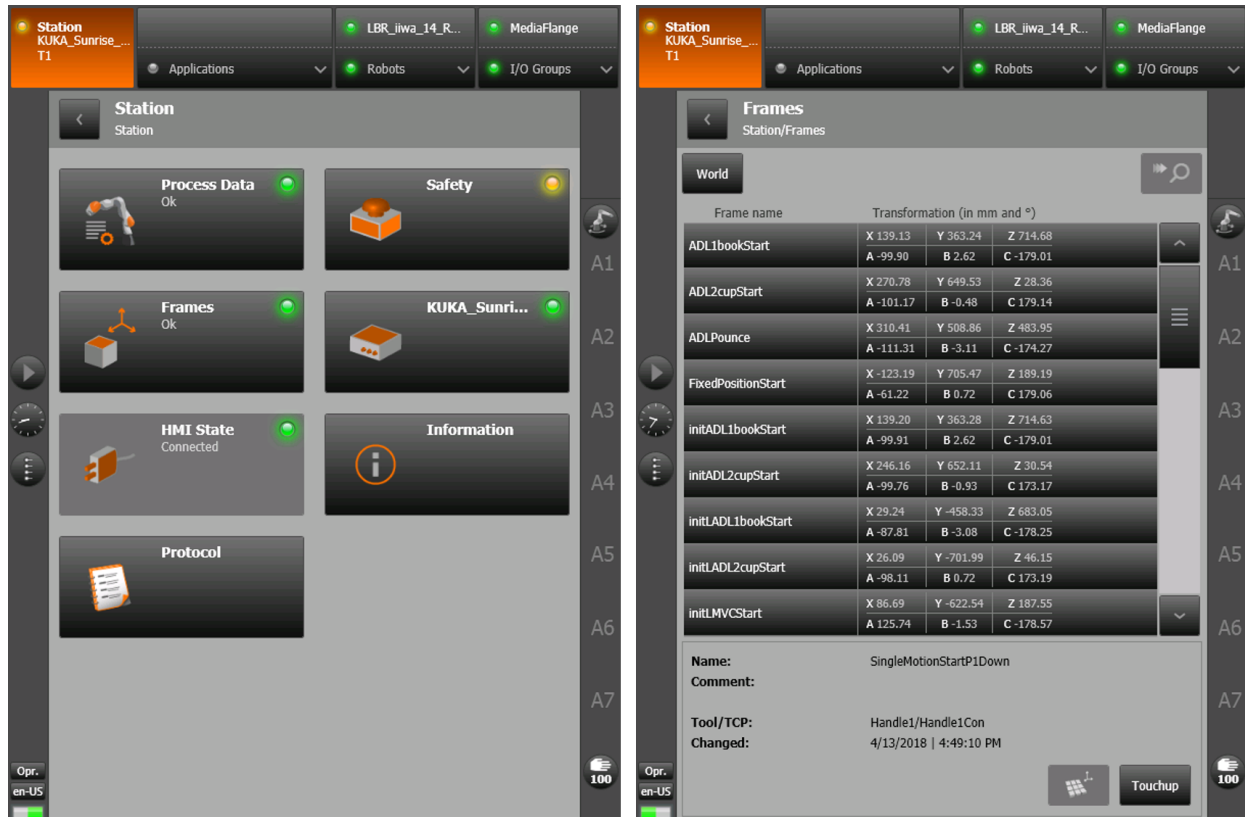 Station
KUKA_Sunrise_...
T1
LBR_iiwa_14_R...
MediaFlange
Applications
Robots
I/O Groups
Station
Station
Process Data
Ok
Safety
Frames
Ok
KUKA_Sunri...
HMI State
Connected
Information
Protocol
A1
A2
A3
A4
A5
A6
A7
100
Opr.
en-US
Station
KUKA_Sunrise_...
T1
LBR_iiwa_14_R...
MediaFlange
Applications
Robots
I/O Groups
Frames
Station/Frames
World
Frame name Transformation (in mm and °)
ADL1bookStart
X 139.13 Y 363.24 Z 714.68
A -99.90 B 2.62 C -179.01
ADL2cupStart
X 270.78 Y 649.53 Z 28.36
A -101.17 B -0.48 C 179.14
ADLPounce
X 310.41 Y 508.86 Z 483.95
A -111.31 B -3.11 C -174.27
FixedPositionStart
X -123.19 Y 705.47 Z 189.19
A -61.22 B 0.72 C 179.06
initADL1bookStart
X 139.20 Y 363.28 Z 714.63
A -99.91 B 2.62 C -179.01
initADL2cupStart
X 246.16 Y 652.11 Z 30.54
A -99.76 B -0.93 C 173.17
initLADL1bookStart
X 29.24 Y -458.33 Z 683.05
A -87.81 B -3.08 C -178.25
initLADL2cupStart
X 26.09 Y -701.99 Z 46.15
A -98.11 B 0.72 C 173.19
initLMVCStart
X 86.69 Y -622.54 Z 187.55
A 125.74 B -1.53 C -178.57
Name: SingleMotionStartP1Down
Comment:
Tool/TCP: Handle1/Handle1Con
Changed: 4/13/2018 | 4:49:10 PM
Touchup
A1
A2
A3
A4
A5
A6
A7
100
Opr.
en-US